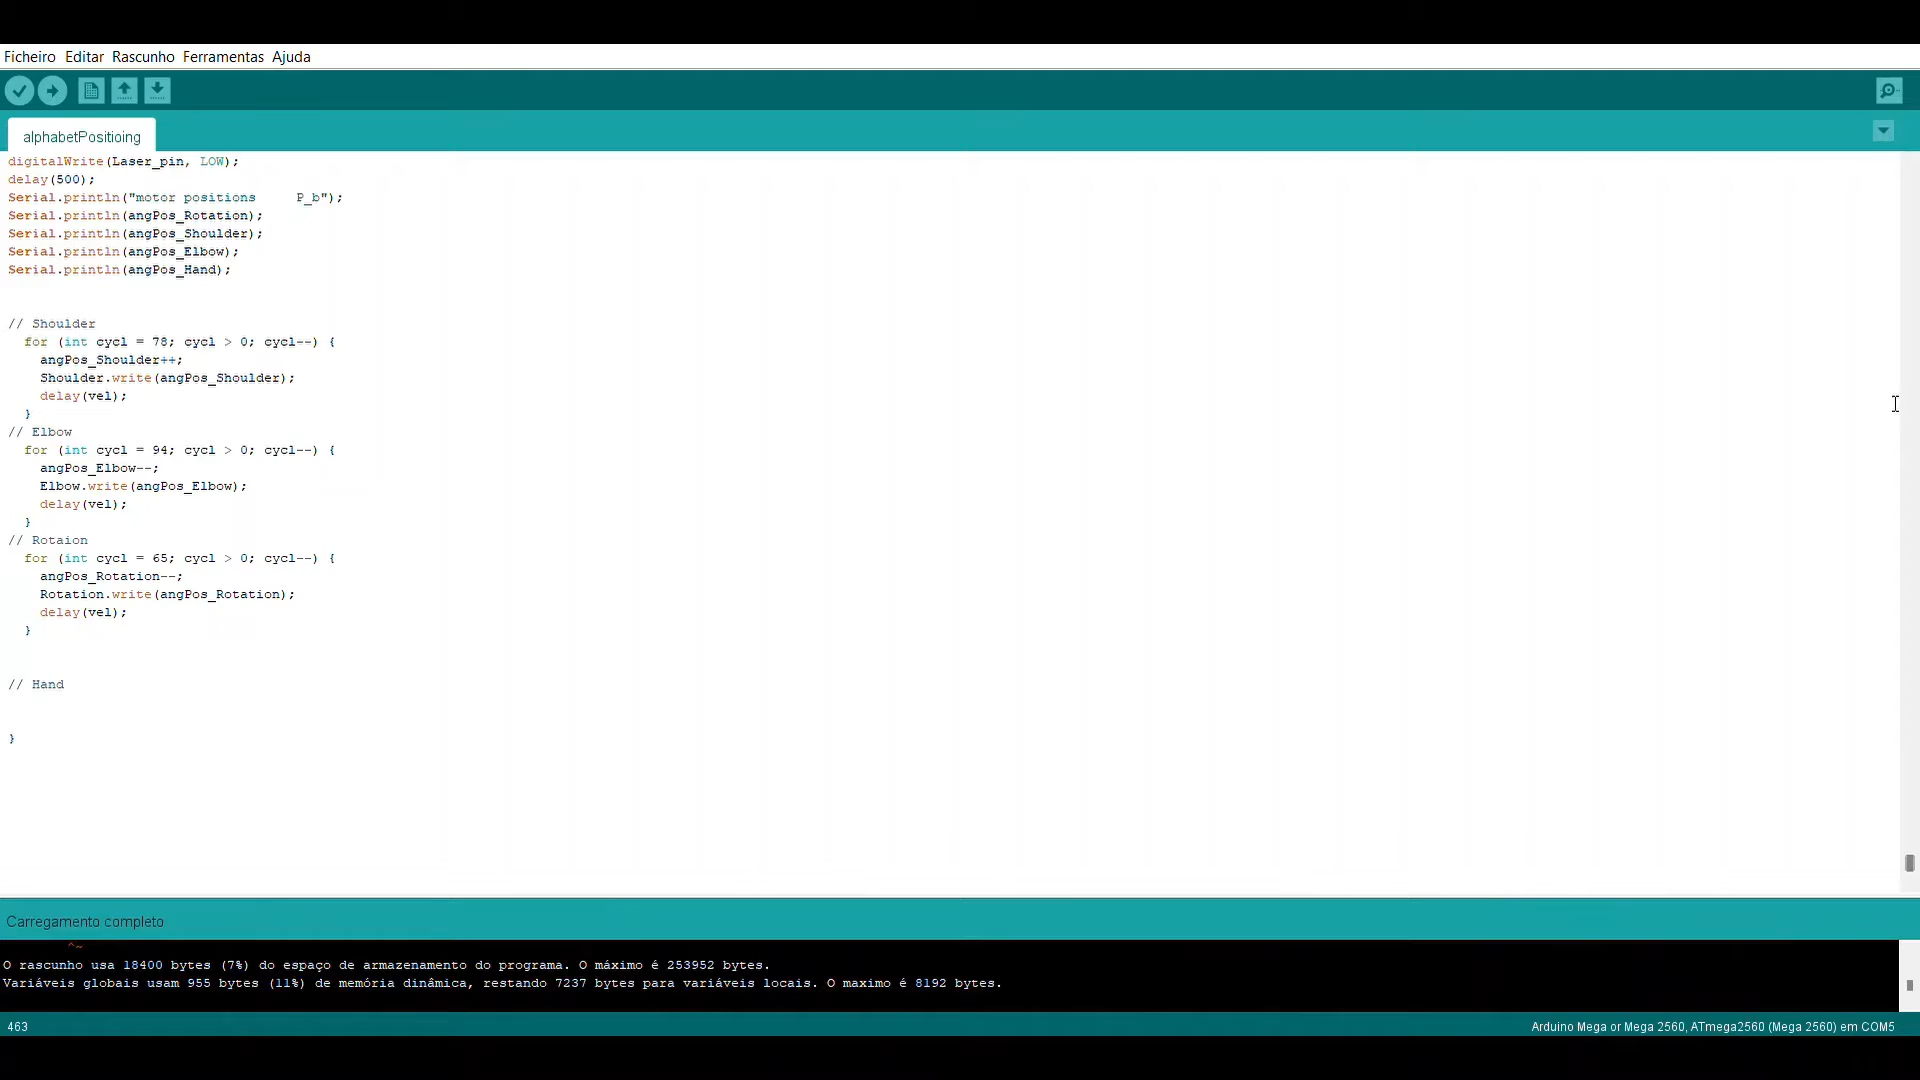 Ficheiro Editar Rascunho Ferramentas Ajuda
alphabetPositioing
digitalWrite(Laser_pin, LOW);
delay(500);
Serial.println("motor positions     P_b");
Serial.println(angPos_Rotation);
Serial.println(angPos_Shoulder);
Serial.println(angPos_Elbow);
Serial.println(angPos_Hand);
// Shoulder
  for (int cycl = 78; cycl > 0; cycl--) {
    angPos_Shoulder++;
    Shoulder.write(angPos_Shoulder);
    delay(vel);
  }
// Elbow
  for (int cycl = 94; cycl > 0; cycl--) {
    angPos_Elbow--;
    Elbow.write(angPos_Elbow);
    delay(vel);
  }
// Rotaion
  for (int cycl = 65; cycl > 0; cycl--) {
    angPos_Rotation--;
    Rotation.write(angPos_Rotation);
    delay(vel);
  }
// Hand
}
Carregamento completo
^~
O rascunho usa 18400 bytes (7%) do espaço de armazenamento do programa. O máximo é 253952 bytes.
Variáveis globais usam 955 bytes (11%) de memória dinâmica, restando 7237 bytes para variáveis locais. O maximo é 8192 bytes.
463
Arduino Mega or Mega 2560, ATmega2560 (Mega 2560) em COM5